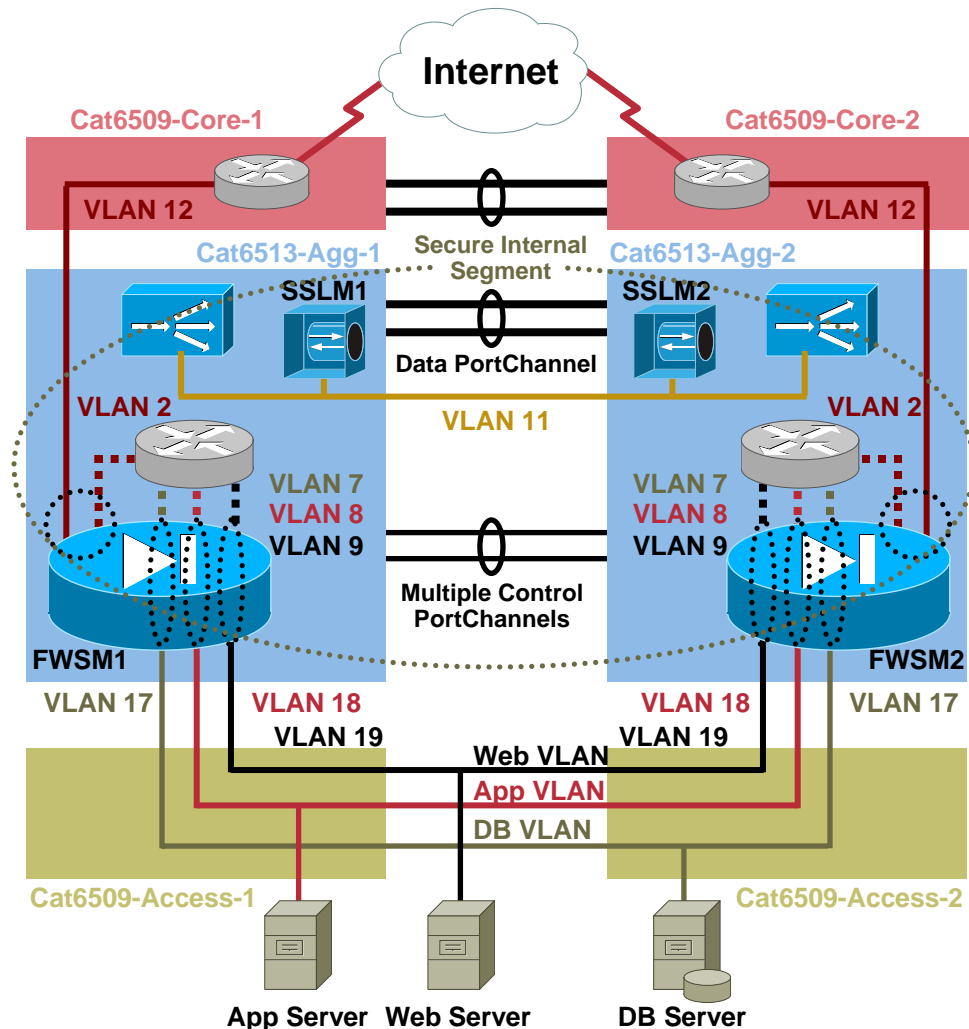 Internet
Cat6509-Core-1
Cat6509-Core-2
VLAN 12
VLAN 12
Secure Internal
Segment
Cat6513-Agg-1
Cat6513-Agg-2
SSLM1
SSLM2
Data PortChannel
VLAN 2
VLAN 11
VLAN 2
VLAN 7
VLAN 8
VLAN 9
VLAN 7
VLAN 8
VLAN 9
Multiple Control
PortChannels
FWSM1
FWSM2
VLAN 17
VLAN 18
VLAN 19
VLAN 18
VLAN 17
VLAN 19
Web VLAN
App VLAN
DB VLAN
Cat6509-Access-1
Cat6509-Access-2
App Server
Web Server
DB Server